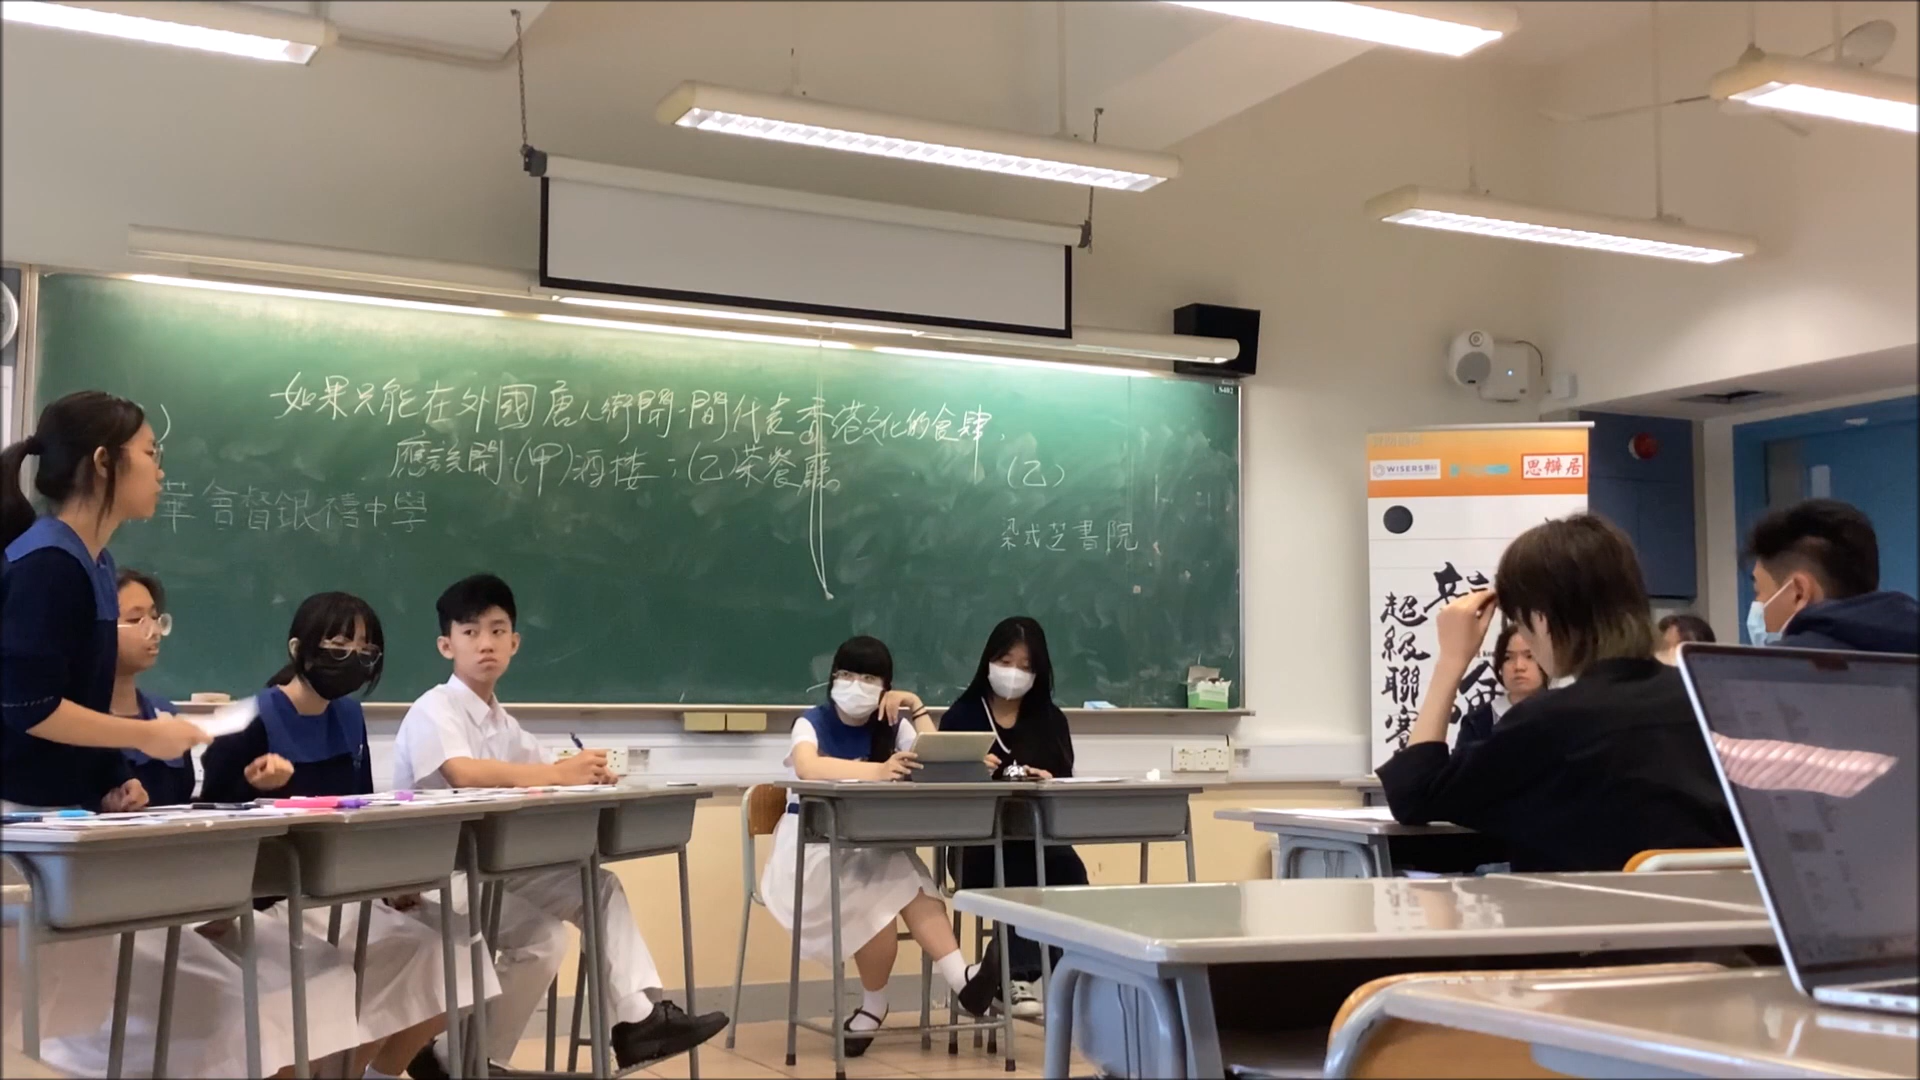 如果只能在外國唐人街開一間代表香港文化的食肆,
應該開:(甲)酒楼;(乙)茶餐廳
)
(乙)
華會督銀禧中學
梁式芝書院
S402
WISERS
思辯居
超級聯賽